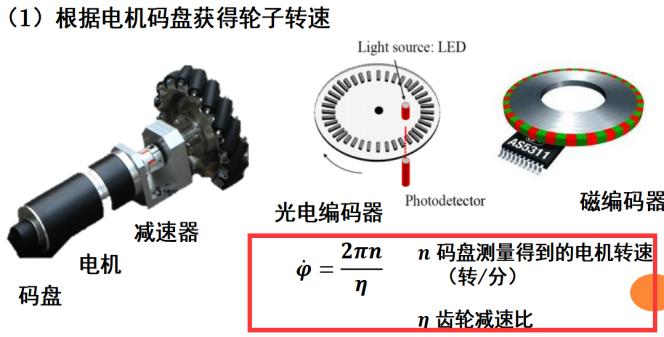 （1）根据电机码盘获得轮子转速
Light source: LED
AS5311
Photodetector
光电编码器
磁编码器
减速器
电机
码盘
φ̇ = 2πn / η
n 码盘测量得到的电机转速
（转/分）
η 齿轮减速比